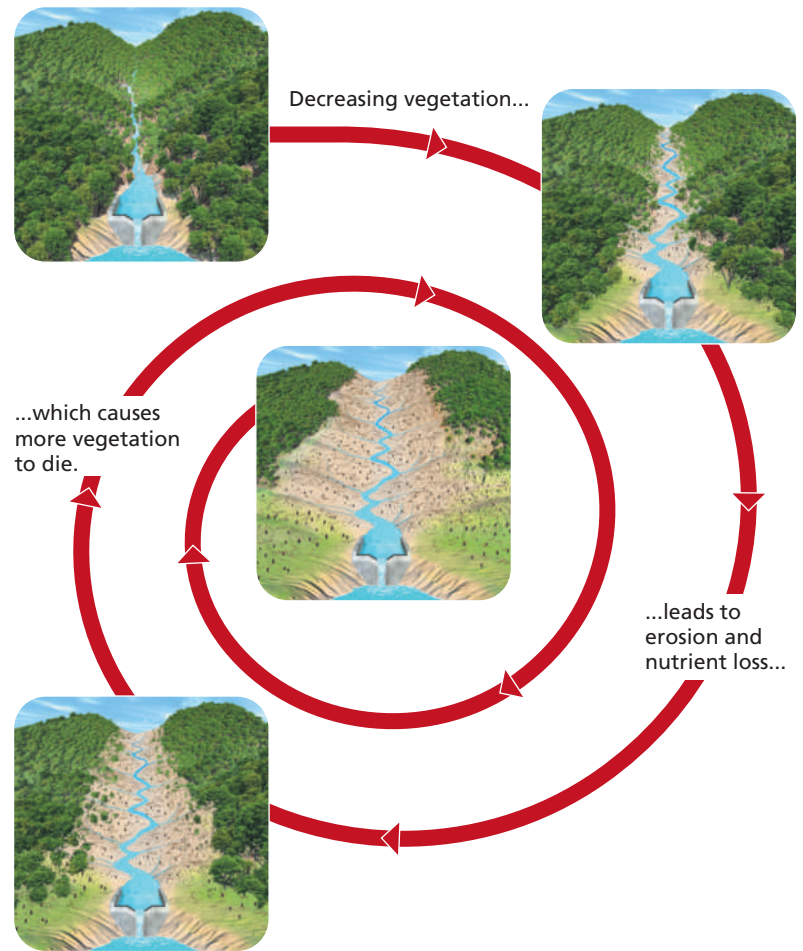 Decreasing vegetation...
...leads to
erosion and
nutrient loss...
...which causes
more vegetation
to die.